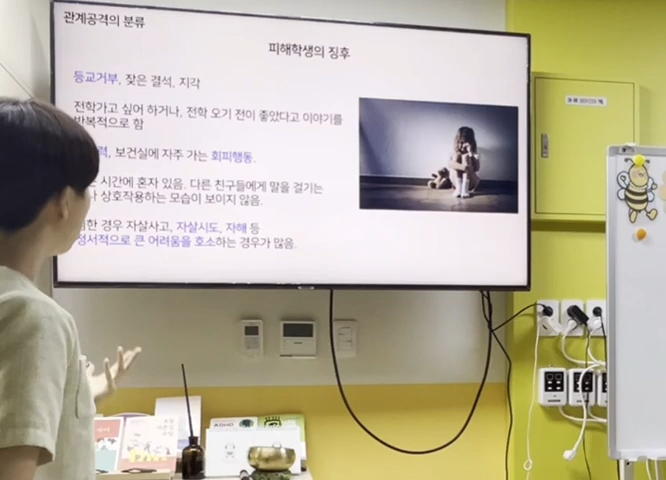 관계공격의 분류
피해학생의 징후
등교거부, 잦은 결석, 지각
전학가고 싶어 하거나, 전학 오기 전이 좋았다고 이야기를
반복적으로 함
보건실에 자주 가는 회피행동.
시간에 혼자 있음. 다른 친구들에게 말을 걸기는
상호작용하는 모습이 보이지 않음.
경우 자살사고, 자살시도, 자해 등
정서적으로 큰 어려움을 호소하는 경우가 많음.
ADHD